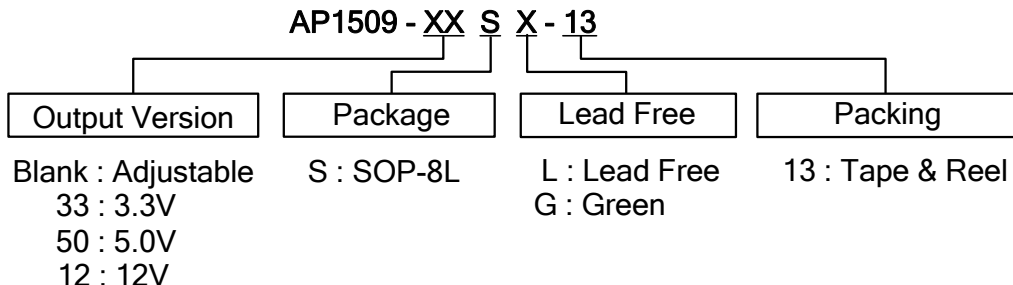 AP1509 - XX S X - 13
Output Version
Package
Lead Free
Packing
Blank : Adjustable
33 : 3.3V
50 : 5.0V
12 : 12V
S : SOP-8L
L : Lead Free
G : Green
13 : Tape & Reel